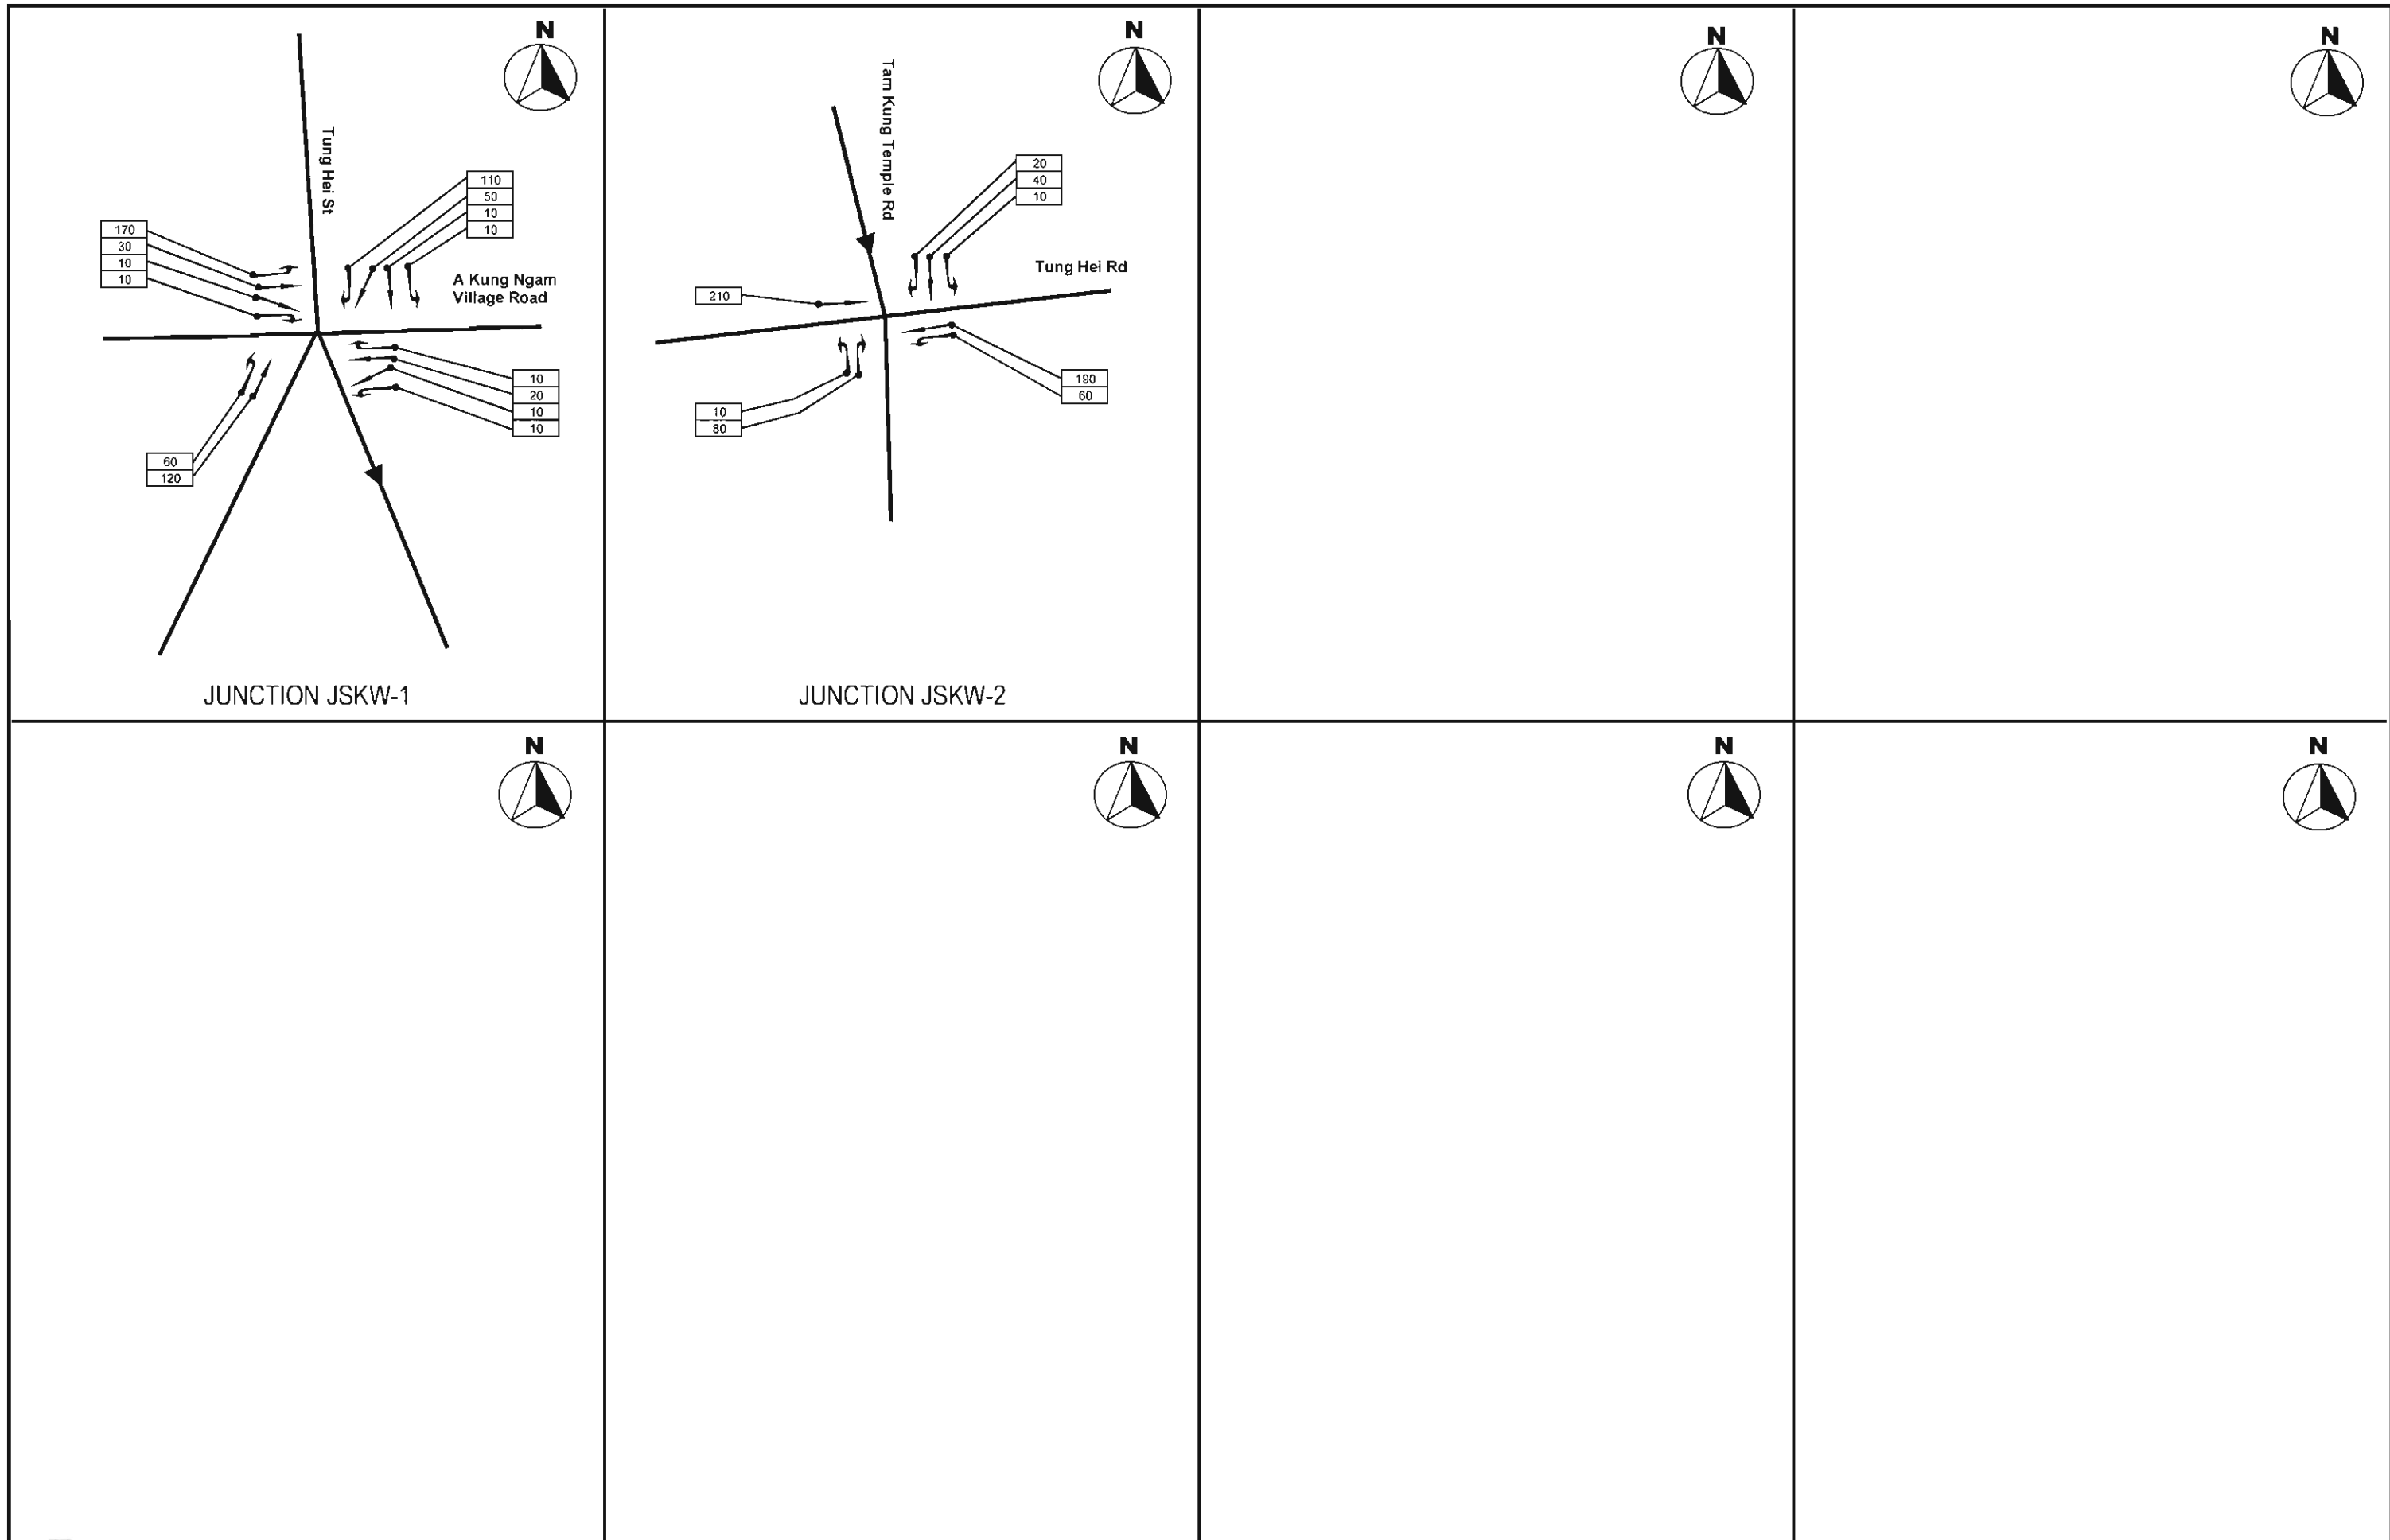 N
Tung Hei St
110
50
10
10
170
30
10
10
A Kung Ngam
Village Road
10
20
10
10
60
120
JUNCTION JSKW-1
N
Tam Kung Temple Rd
20
40
10
Tung Hei Rd
210
190
60
10
80
JUNCTION JSKW-2
N
N
N
N
N
N